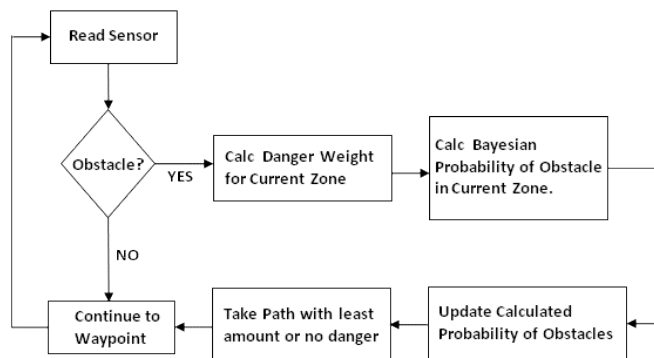 Read Sensor
Obstacle?
YES
Calc Danger Weight
for Current Zone
Calc Bayesian
Probability of Obstacle
in Current Zone.
NO
Continue to
Waypoint
Take Path with least
amount or no danger
Update Calculated
Probability of Obstacles